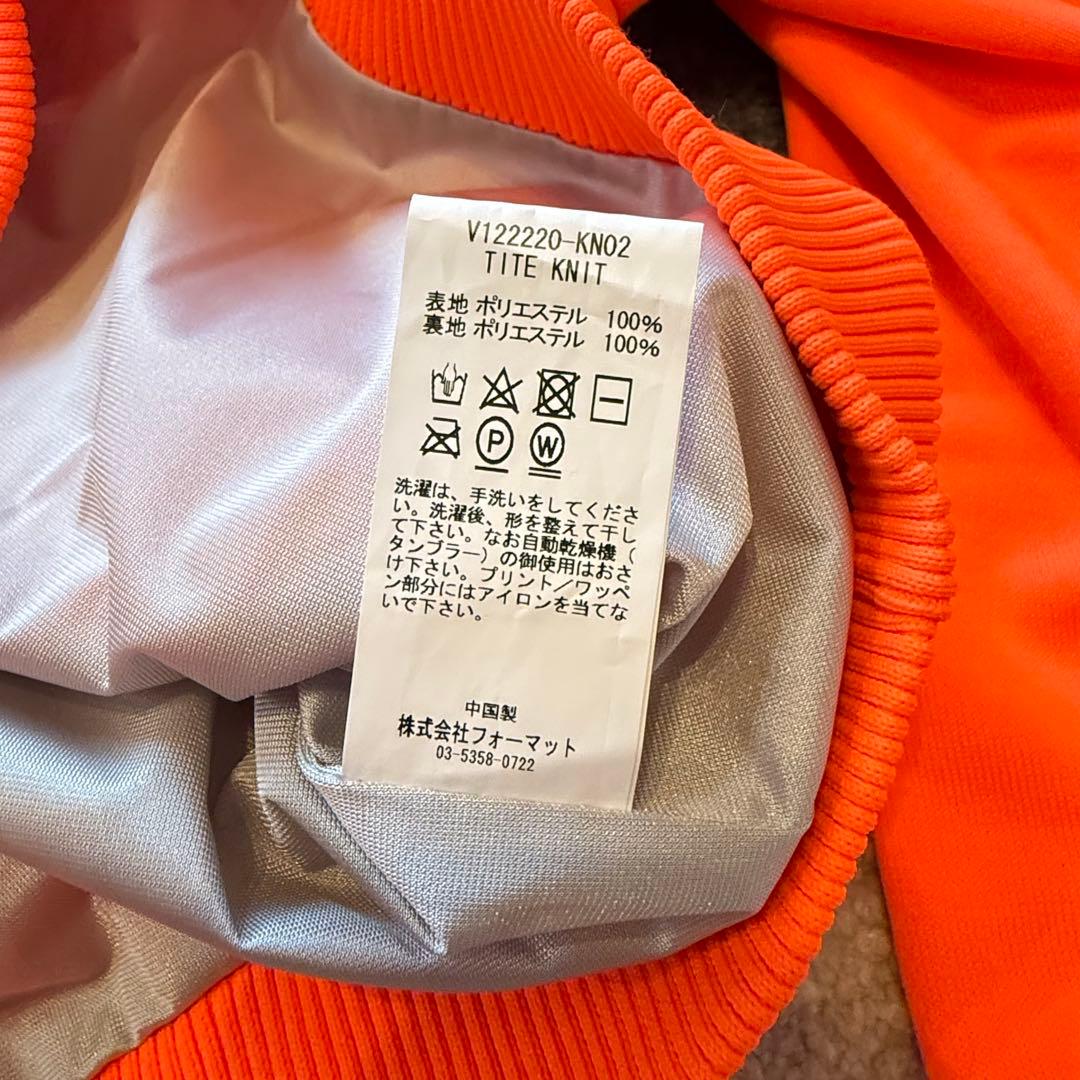 V122220-KN02
TITE KNIT
表地 ポリエステル 100%
裏地 ポリエステル 100%
P W
洗濯は、手洗いをしてくださ
い。洗濯後、形を整えて干し
て下さい。なお自動乾燥機（
タンブラー）の御使用はおさ
け下さい。プリント／ワッペ
ン部分にはアイロンを当てな
いで下さい。
中国製
株式会社フォーマット
03-5358-0722